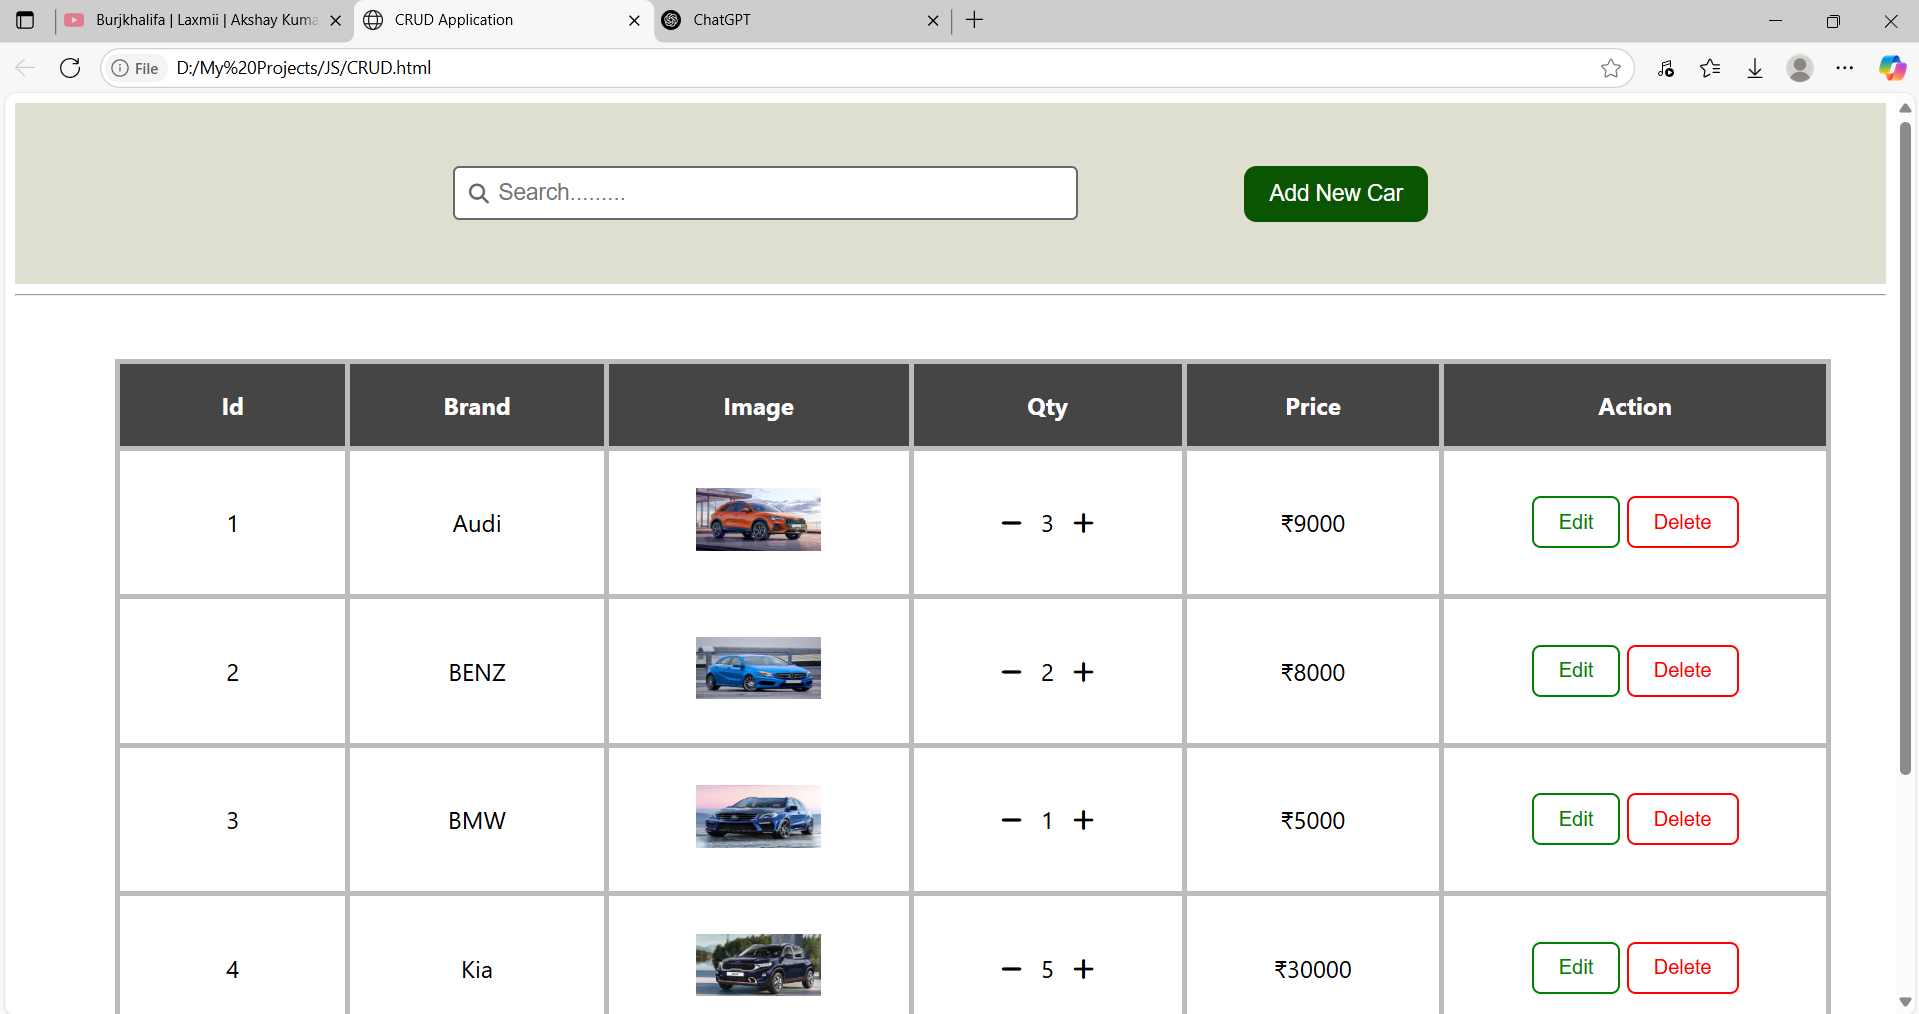 Burjkhalifa | Laxmii | Akshay Kuma
CRUD Application
ChatGPT
File D:/My%20Projects/JS/CRUD.html
Search.........
Add New Car
Id Brand Image Qty Price Action
1 Audi − 3 + ₹9000 Edit Delete
2 BENZ − 2 + ₹8000 Edit Delete
3 BMW − 1 + ₹5000 Edit Delete
4 Kia − 5 + ₹30000 Edit Delete